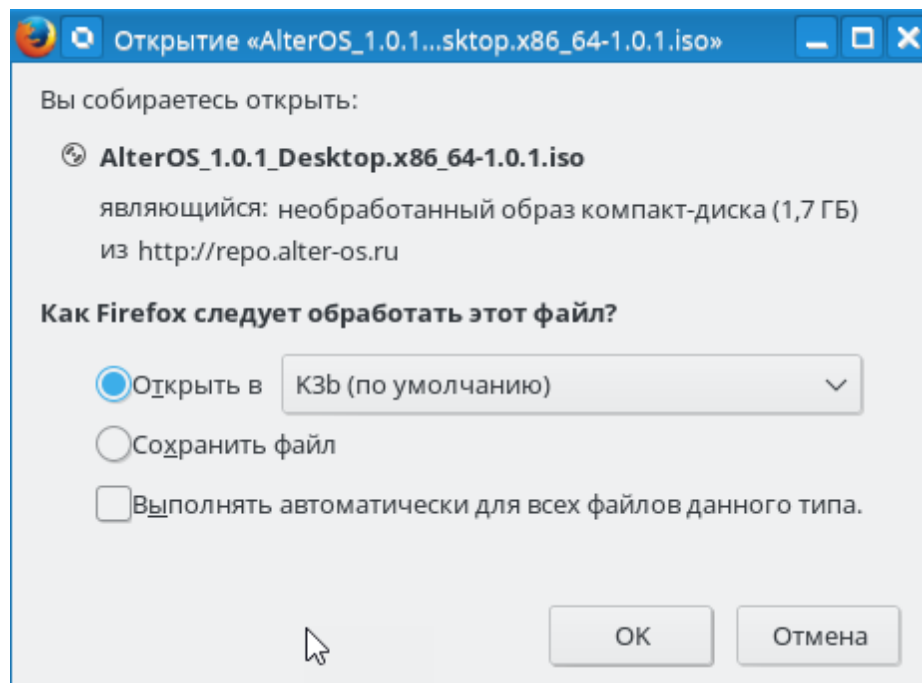 Открытие «AlterOS_1.0.1...sktop.x86_64-1.0.1.iso»
Вы собираетесь открыть:
AlterOS_1.0.1_Desktop.x86_64-1.0.1.iso
являющийся: необработанный образ компакт-диска (1,7 ГБ)
из http://repo.alter-os.ru
Как Firefox следует обработать этот файл?
Открыть в K3b (по умолчанию)
Сохранить файл
Выполнять автоматически для всех файлов данного типа.
OK Отмена